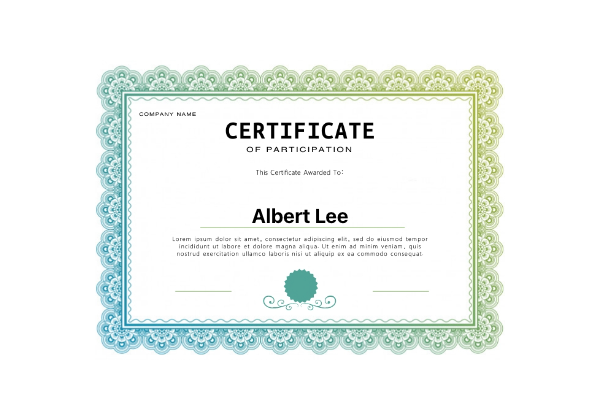 COMPANY NAME
CERTIFICATE
OF PARTICIPATION
This Certificate Awarded To:
Albert Lee
Lorem ipsum dolor sit amet, consectetur adipiscing elit, sed do eiusmod tempor
incididunt ut labore et dolore magna aliqua. Ut enim ad minim veniam, quis
nostrud exercitation ullamco laboris nisi ut aliquip ex ea commodo consequat.